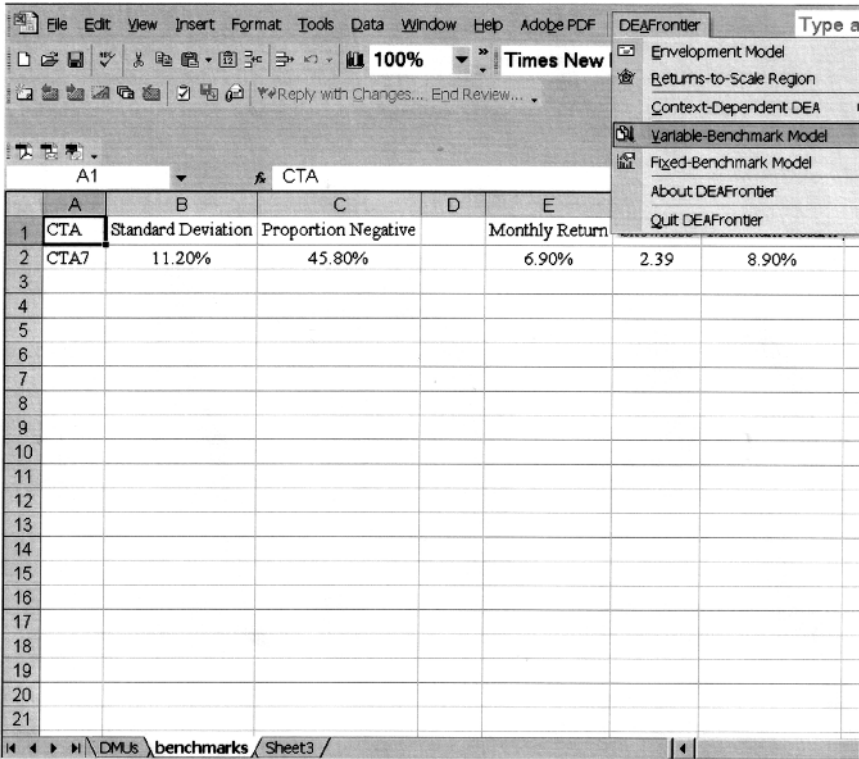 File Edit View Insert Format Tools Data Window Help Adobe PDF DEAFrontier Type a
100% Times New
Reply with Changes... End Review...
Envelopment Model
Returns-to-Scale Region
Context-Dependent DEA
Variable-Benchmark Model
Fixed-Benchmark Model
About DEAFrontier
Quit DEAFrontier
A1 fx CTA
A B C D E
1 CTA Standard Deviation Proportion Negative Monthly Return
2 CTA7 11.20% 45.80% 6.90% 2.39 8.90%
3
4
5
6
7
8
9
10
11
12
13
14
15
16
17
18
19
20
21
DMUs benchmarks Sheet3